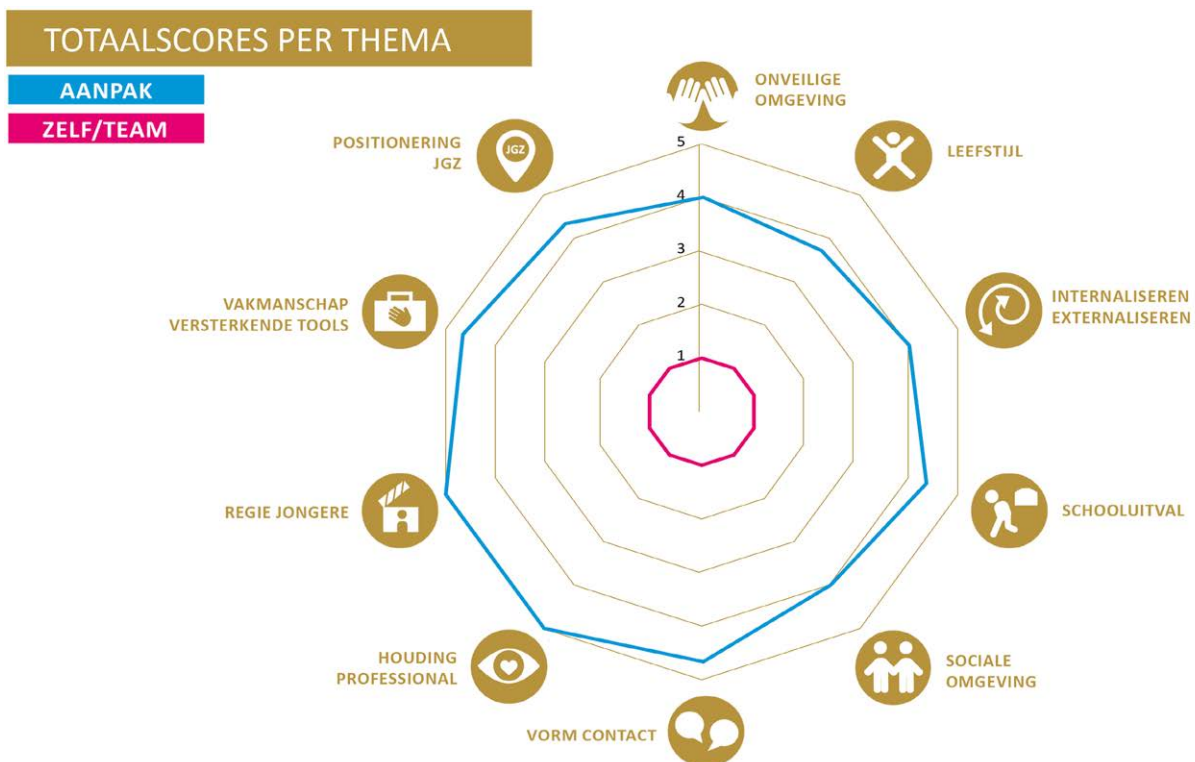 TOTAALSCORES PER THEMA
AANPAK
ZELF/TEAM
ONVEILIGE
OMGEVING
LEEFSTIJL
INTERNALISEREN
EXTERNALISEREN
SCHOOLUITVAL
SOCIALE
OMGEVING
VORM CONTACT
HOUDING
PROFESSIONAL
REGIE JONGERE
VAKMANSCHAP
VERSTERKENDE TOOLS
POSITIONERING
JGZ
JGZ
5
4
3
2
1